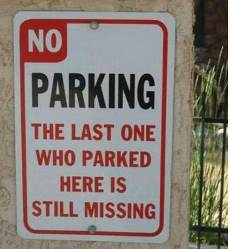 NO
PARKING
THE LAST ONE
WHO PARKED
HERE IS
STILL MISSING